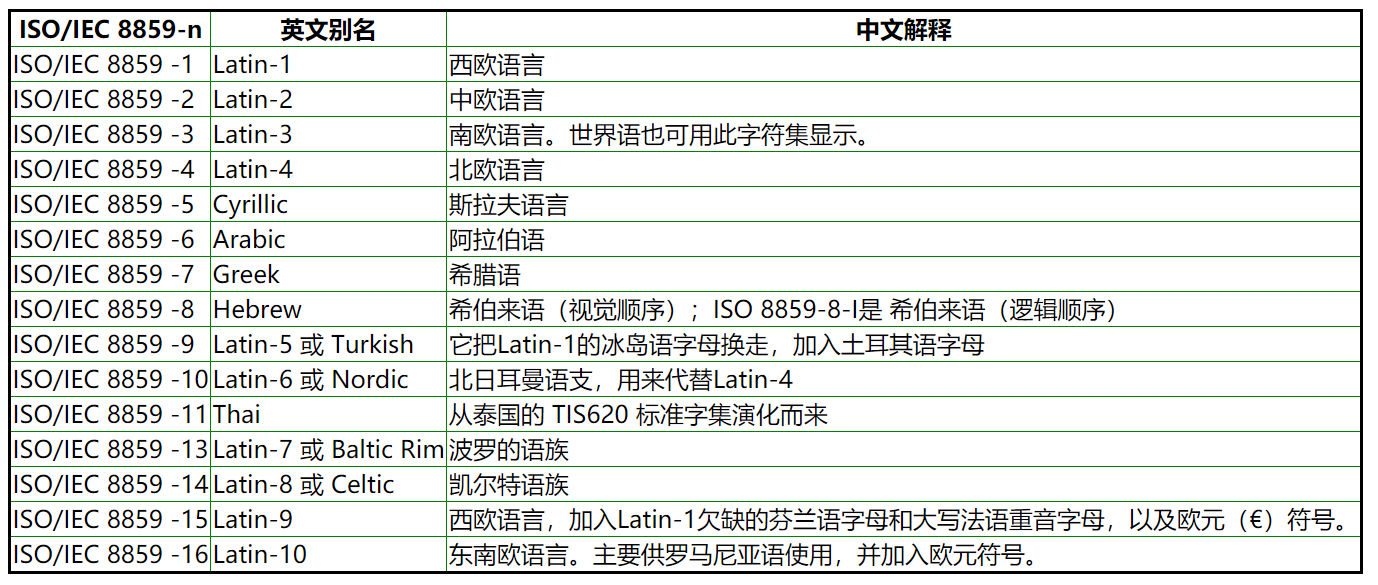 ISO/IEC 8859-n 英文别名 中文解释
ISO/IEC 8859 -1 Latin-1 西欧语言
ISO/IEC 8859 -2 Latin-2 中欧语言
ISO/IEC 8859 -3 Latin-3 南欧语言。世界语也可用此字符集显示。
ISO/IEC 8859 -4 Latin-4 北欧语言
ISO/IEC 8859 -5 Cyrillic 斯拉夫语言
ISO/IEC 8859 -6 Arabic 阿拉伯语
ISO/IEC 8859 -7 Greek 希腊语
ISO/IEC 8859 -8 Hebrew 希伯来语（视觉顺序）；ISO 8859-8-I是 希伯来语（逻辑顺序）
ISO/IEC 8859 -9 Latin-5 或 Turkish 它把Latin-1的冰岛语字母换走，加入土耳其语字母
ISO/IEC 8859 -10 Latin-6 或 Nordic 北日耳曼语支，用来代替Latin-4
ISO/IEC 8859 -11 Thai 从泰国的 TIS620 标准字集演化而来
ISO/IEC 8859 -13 Latin-7 或 Baltic Rim 波罗的语族
ISO/IEC 8859 -14 Latin-8 或 Celtic 凯尔特语族
ISO/IEC 8859 -15 Latin-9 西欧语言，加入Latin-1欠缺的芬兰语字母和大写法语重音字母，以及欧元（€）符号。
ISO/IEC 8859 -16 Latin-10 东南欧语言。主要供罗马尼亚语使用，并加入欧元符号。